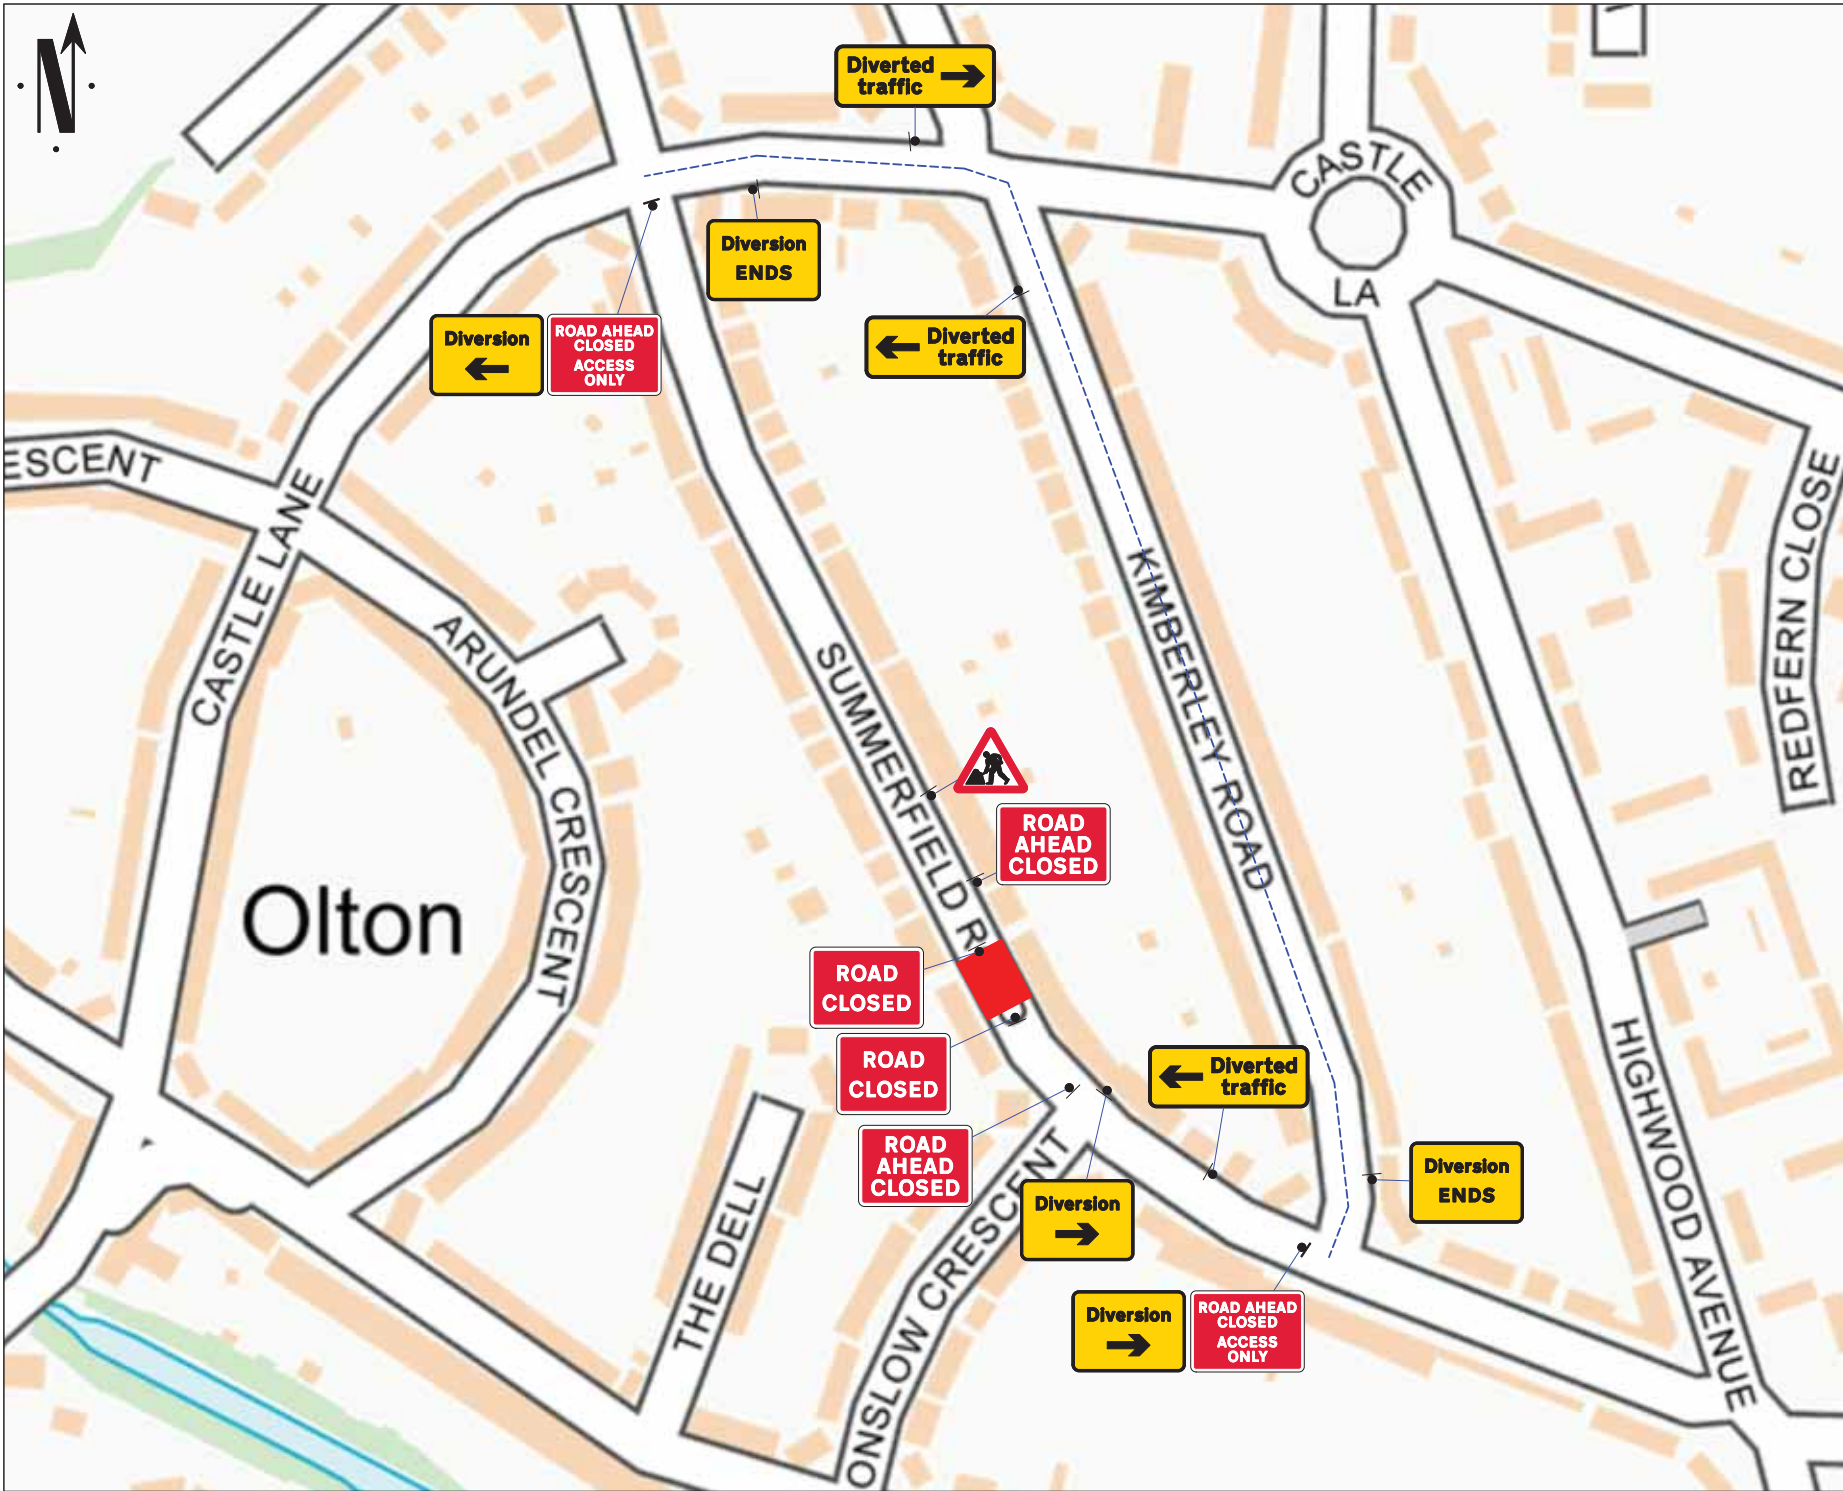 N
Diverted
traffic
CASTLE
LA
Diversion
ENDS
Diversion
ROAD AHEAD
CLOSED
ACCESS
ONLY
Diverted
traffic
ESCENT
CASTLE LANE
ARUNDEL CRESCENT
SUMMERFIELD R
KIMBERLEY ROAD
REDFERN CLOSE
ROAD
AHEAD
CLOSED
Olton
ROAD
CLOSED
ROAD
CLOSED
Diverted
traffic
ROAD
AHEAD
CLOSED
Diversion
Diversion
ENDS
HIGHWOOD AVENUE
THE DELL
ONSLOW CRESCENT
Diversion
ROAD AHEAD
CLOSED
ACCESS
ONLY